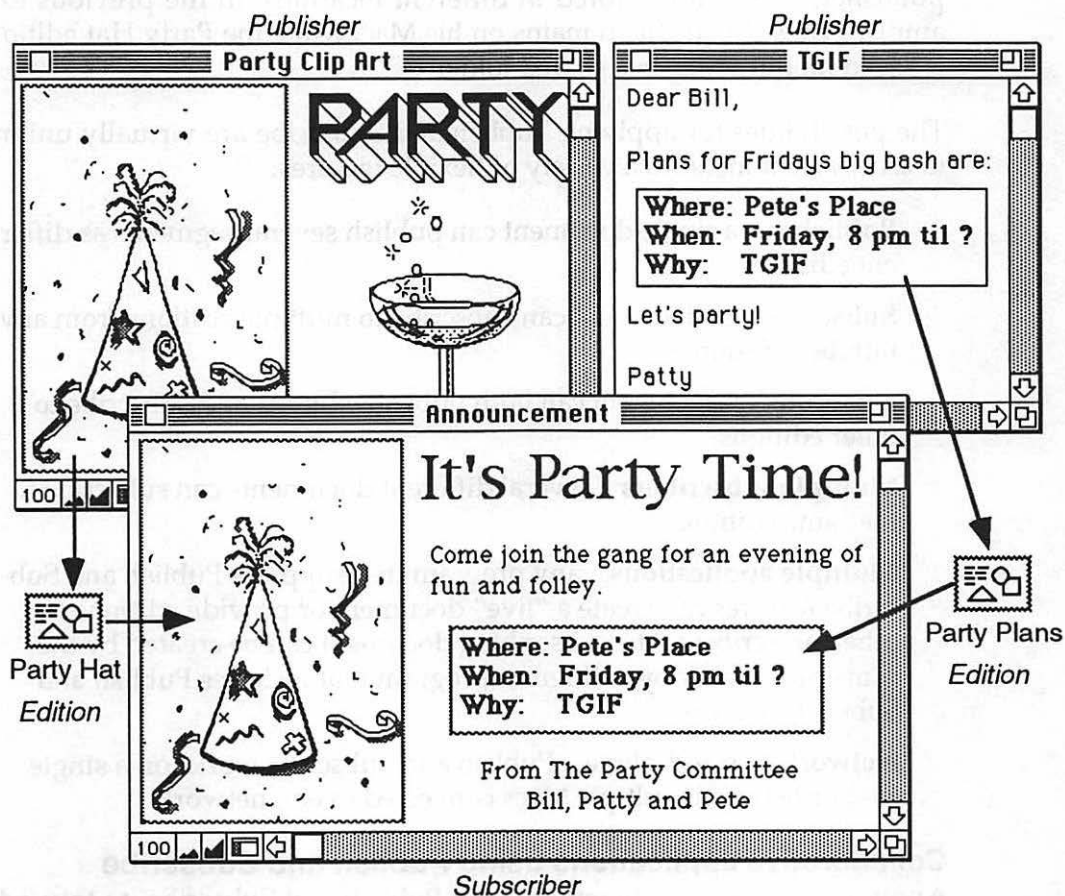 Publisher
Publisher
Party Clip Art
PARTY
100
TGIF
Dear Bill,
Plans for Fridays big bash are:
Where: Pete's Place
When: Friday, 8 pm til ?
Why: TGIF
Let's party!
Patty
Announcement
It's Party Time!
Come join the gang for an evening of
fun and folley.
Where: Pete's Place
When: Friday, 8 pm til ?
Why: TGIF
From The Party Committee
Bill, Patty and Pete
100
Party Hat
Edition
Party Plans
Edition
Subscriber